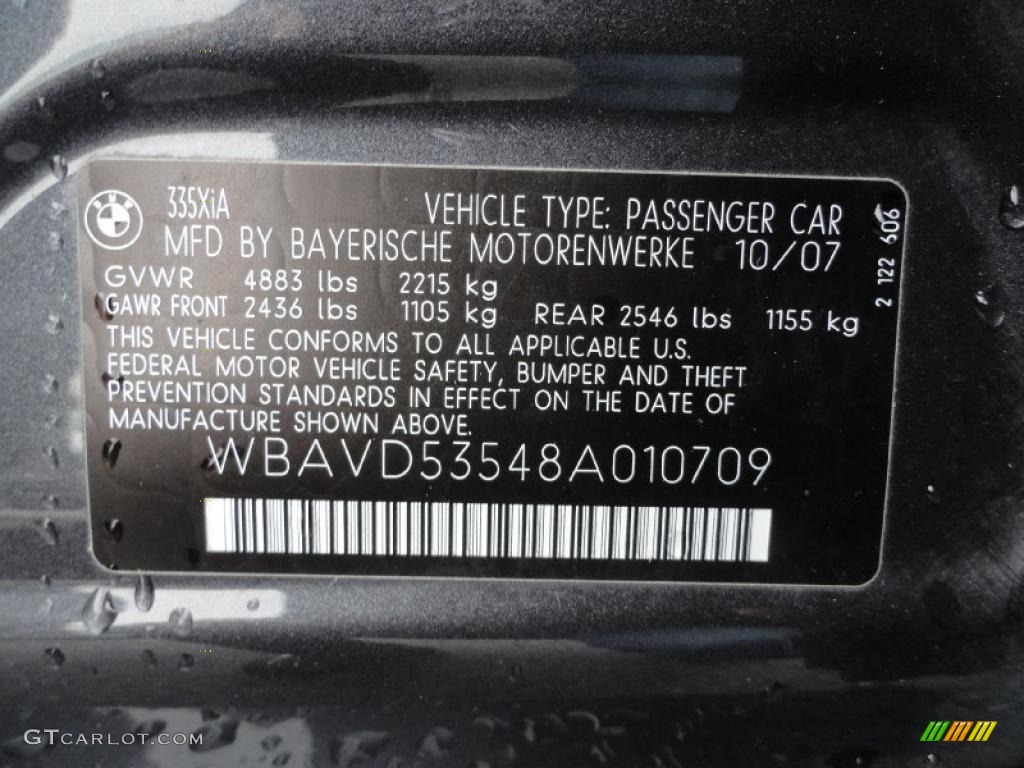 335XiA VEHICLE TYPE: PASSENGER CAR
BMW
MFD BY BAYERISCHE MOTORENWERKE 10/07
GVWR 4883 lbs 2215 kg
GAWR FRONT 2436 lbs 1105 kg REAR 2546 lbs 1155 kg
THIS VEHICLE CONFORMS TO ALL APPLICABLE U.S.
FEDERAL MOTOR VEHICLE SAFETY, BUMPER AND THEFT
PREVENTION STANDARDS IN EFFECT ON THE DATE OF
MANUFACTURE SHOWN ABOVE.
WBAVD53548A010709
2 122 606
GTCARLOT.COM